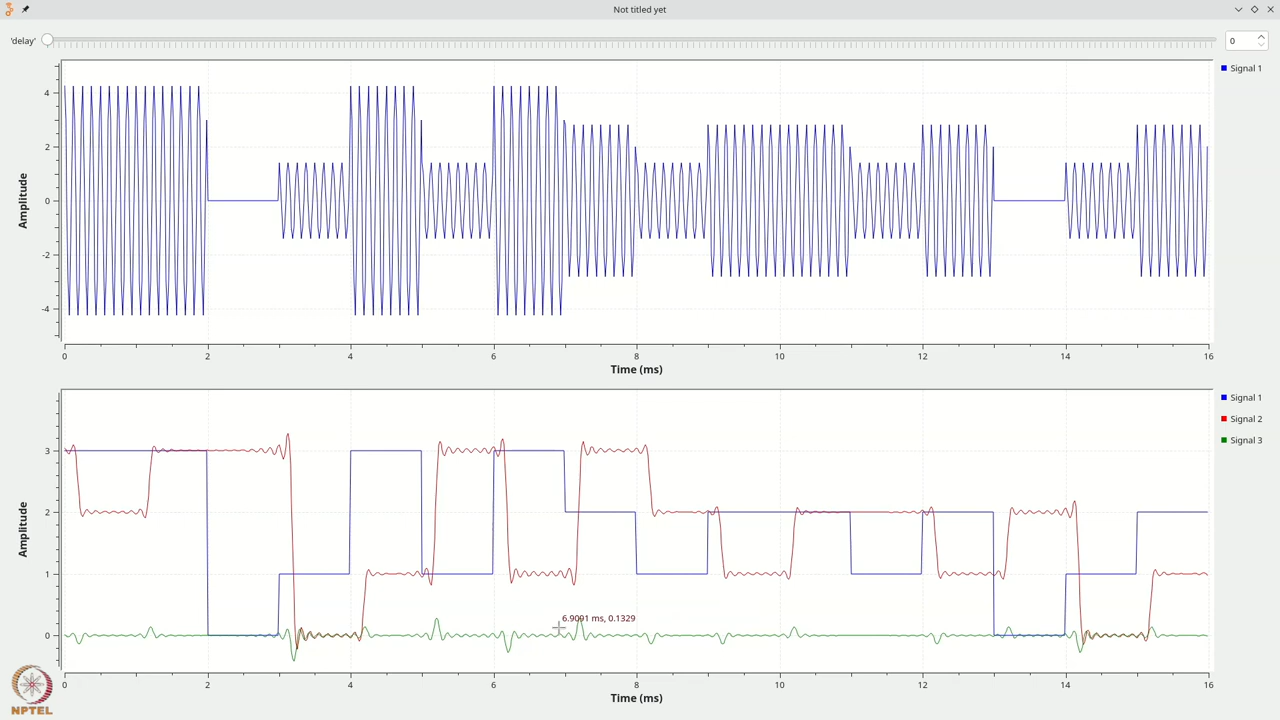 Not titled yet
'delay'
0
Signal 1
4
2
0
-2
-4
Amplitude
0 2 4 6 8 10 12 14 16
Time (ms)
Signal 1
Signal 2
Signal 3
3
2
1
0
Amplitude
6.9091 ms, 0.1329
0 2 4 6 8 10 12 14 16
Time (ms)
NPTEL